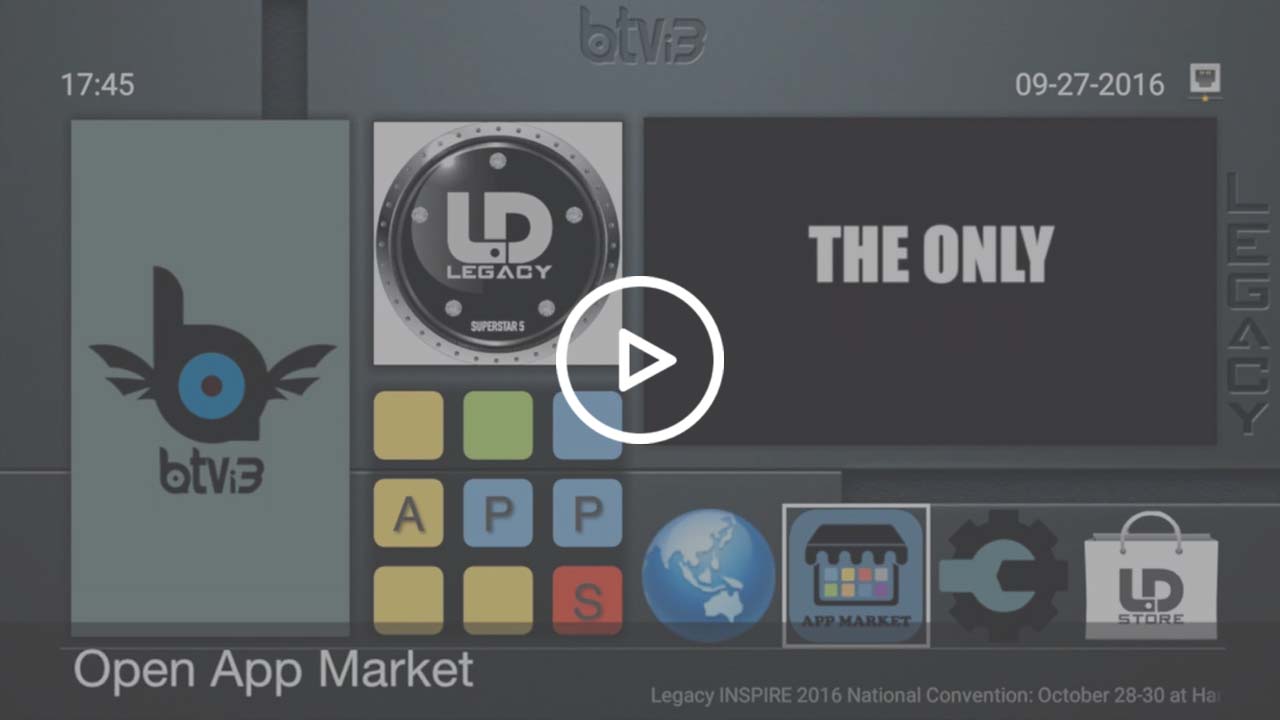 btVi3
17:45
09-27-2016
LD
LEGACY
SUPERSTAR 5
THE ONLY
LEGACY
btVi3
A P P
S
APP MARKET
LD
STORE
Open App Market
Legacy INSPIRE 2016 National Convention: October 28-30 at Ha